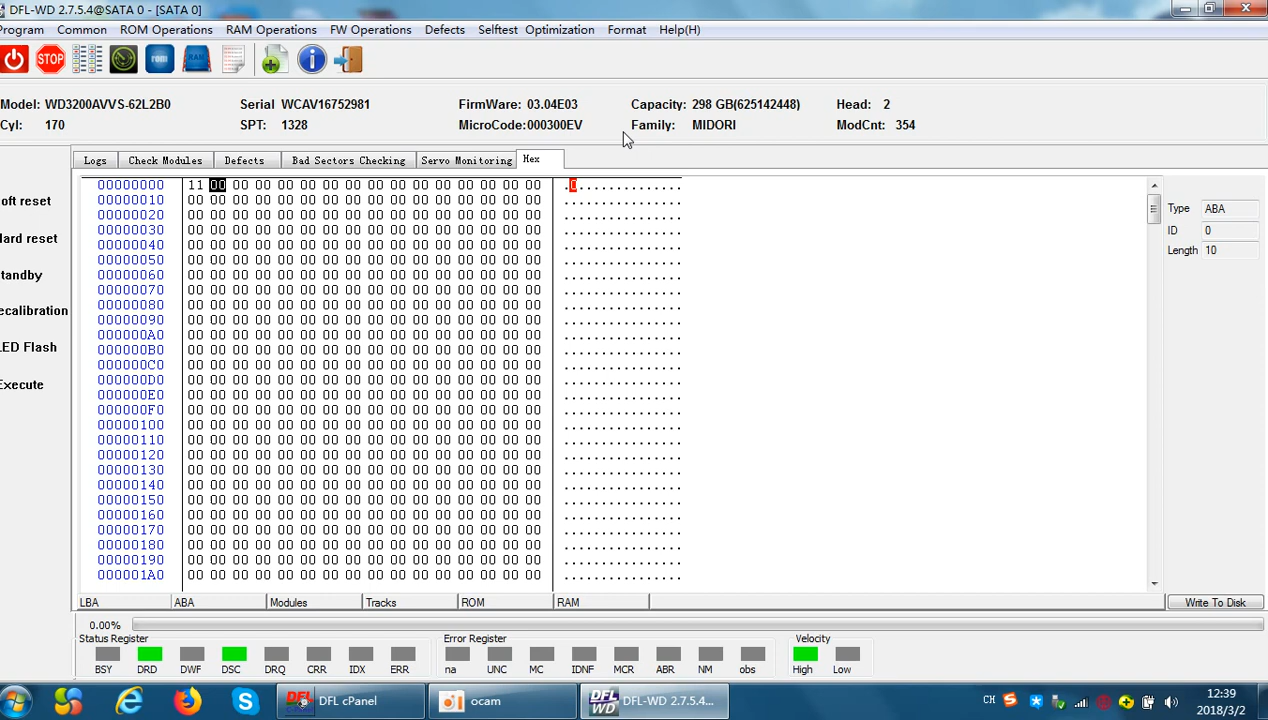 DFL-WD 2.7.5.4@SATA 0 - [SATA 0]
Program Common ROM Operations RAM Operations FW Operations Defects Selftest Optimization Format Help(H)
STOP rom RAM
Model: WD3200AVVS-62L2B0 Serial WCAV16752981 FirmWare: 03.04E03 Capacity: 298 GB(625142448) Head: 2
Cyl: 170 SPT: 1328 MicroCode:000300EV Family: MIDORI ModCnt: 354
Logs Check Modules Defects Bad Sectors Checking Servo Monitoring Hex
oft reset
ard reset
tandby
ecalibration
ED Flash
Execute
00000000 11 00 00 00 00 00 00 00 00 00 00 00 00 00 00 00 .0..............
00000010 00 00 00 00 00 00 00 00 00 00 00 00 00 00 00 00 ................
00000020 00 00 00 00 00 00 00 00 00 00 00 00 00 00 00 00 ................
00000030 00 00 00 00 00 00 00 00 00 00 00 00 00 00 00 00 ................
00000040 00 00 00 00 00 00 00 00 00 00 00 00 00 00 00 00 ................
00000050 00 00 00 00 00 00 00 00 00 00 00 00 00 00 00 00 ................
00000060 00 00 00 00 00 00 00 00 00 00 00 00 00 00 00 00 ................
00000070 00 00 00 00 00 00 00 00 00 00 00 00 00 00 00 00 ................
00000080 00 00 00 00 00 00 00 00 00 00 00 00 00 00 00 00 ................
00000090 00 00 00 00 00 00 00 00 00 00 00 00 00 00 00 00 ................
000000A0 00 00 00 00 00 00 00 00 00 00 00 00 00 00 00 00 ................
000000B0 00 00 00 00 00 00 00 00 00 00 00 00 00 00 00 00 ................
000000C0 00 00 00 00 00 00 00 00 00 00 00 00 00 00 00 00 ................
000000D0 00 00 00 00 00 00 00 00 00 00 00 00 00 00 00 00 ................
000000E0 00 00 00 00 00 00 00 00 00 00 00 00 00 00 00 00 ................
000000F0 00 00 00 00 00 00 00 00 00 00 00 00 00 00 00 00 ................
00000100 00 00 00 00 00 00 00 00 00 00 00 00 00 00 00 00 ................
00000110 00 00 00 00 00 00 00 00 00 00 00 00 00 00 00 00 ................
00000120 00 00 00 00 00 00 00 00 00 00 00 00 00 00 00 00 ................
00000130 00 00 00 00 00 00 00 00 00 00 00 00 00 00 00 00 ................
00000140 00 00 00 00 00 00 00 00 00 00 00 00 00 00 00 00 ................
00000150 00 00 00 00 00 00 00 00 00 00 00 00 00 00 00 00 ................
00000160 00 00 00 00 00 00 00 00 00 00 00 00 00 00 00 00 ................
00000170 00 00 00 00 00 00 00 00 00 00 00 00 00 00 00 00 ................
00000180 00 00 00 00 00 00 00 00 00 00 00 00 00 00 00 00 ................
00000190 00 00 00 00 00 00 00 00 00 00 00 00 00 00 00 00 ................
000001A0 00 00 00 00 00 00 00 00 00 00 00 00 00 00 00 00 ................
Type ABA
ID 0
Length 10
LBA ABA Modules Tracks ROM RAM Write To Disk
0.00%
Status Register Error Register Velocity
BSY DRD DWF DSC DRQ CRR IDX ERR na UNC MC IDNF MCR ABR NM obs High Low
DFL DFL cPanel ocam DFL WD DFL-WD 2.7.5.4... CH 12:39
2018/3/2